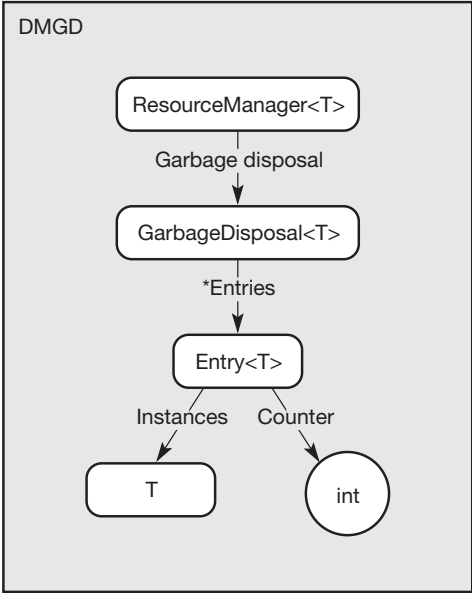 DMGD
ResourceManager<T>
Garbage disposal
GarbageDisposal<T>
*Entries
Entry<T>
Instances Counter
T int